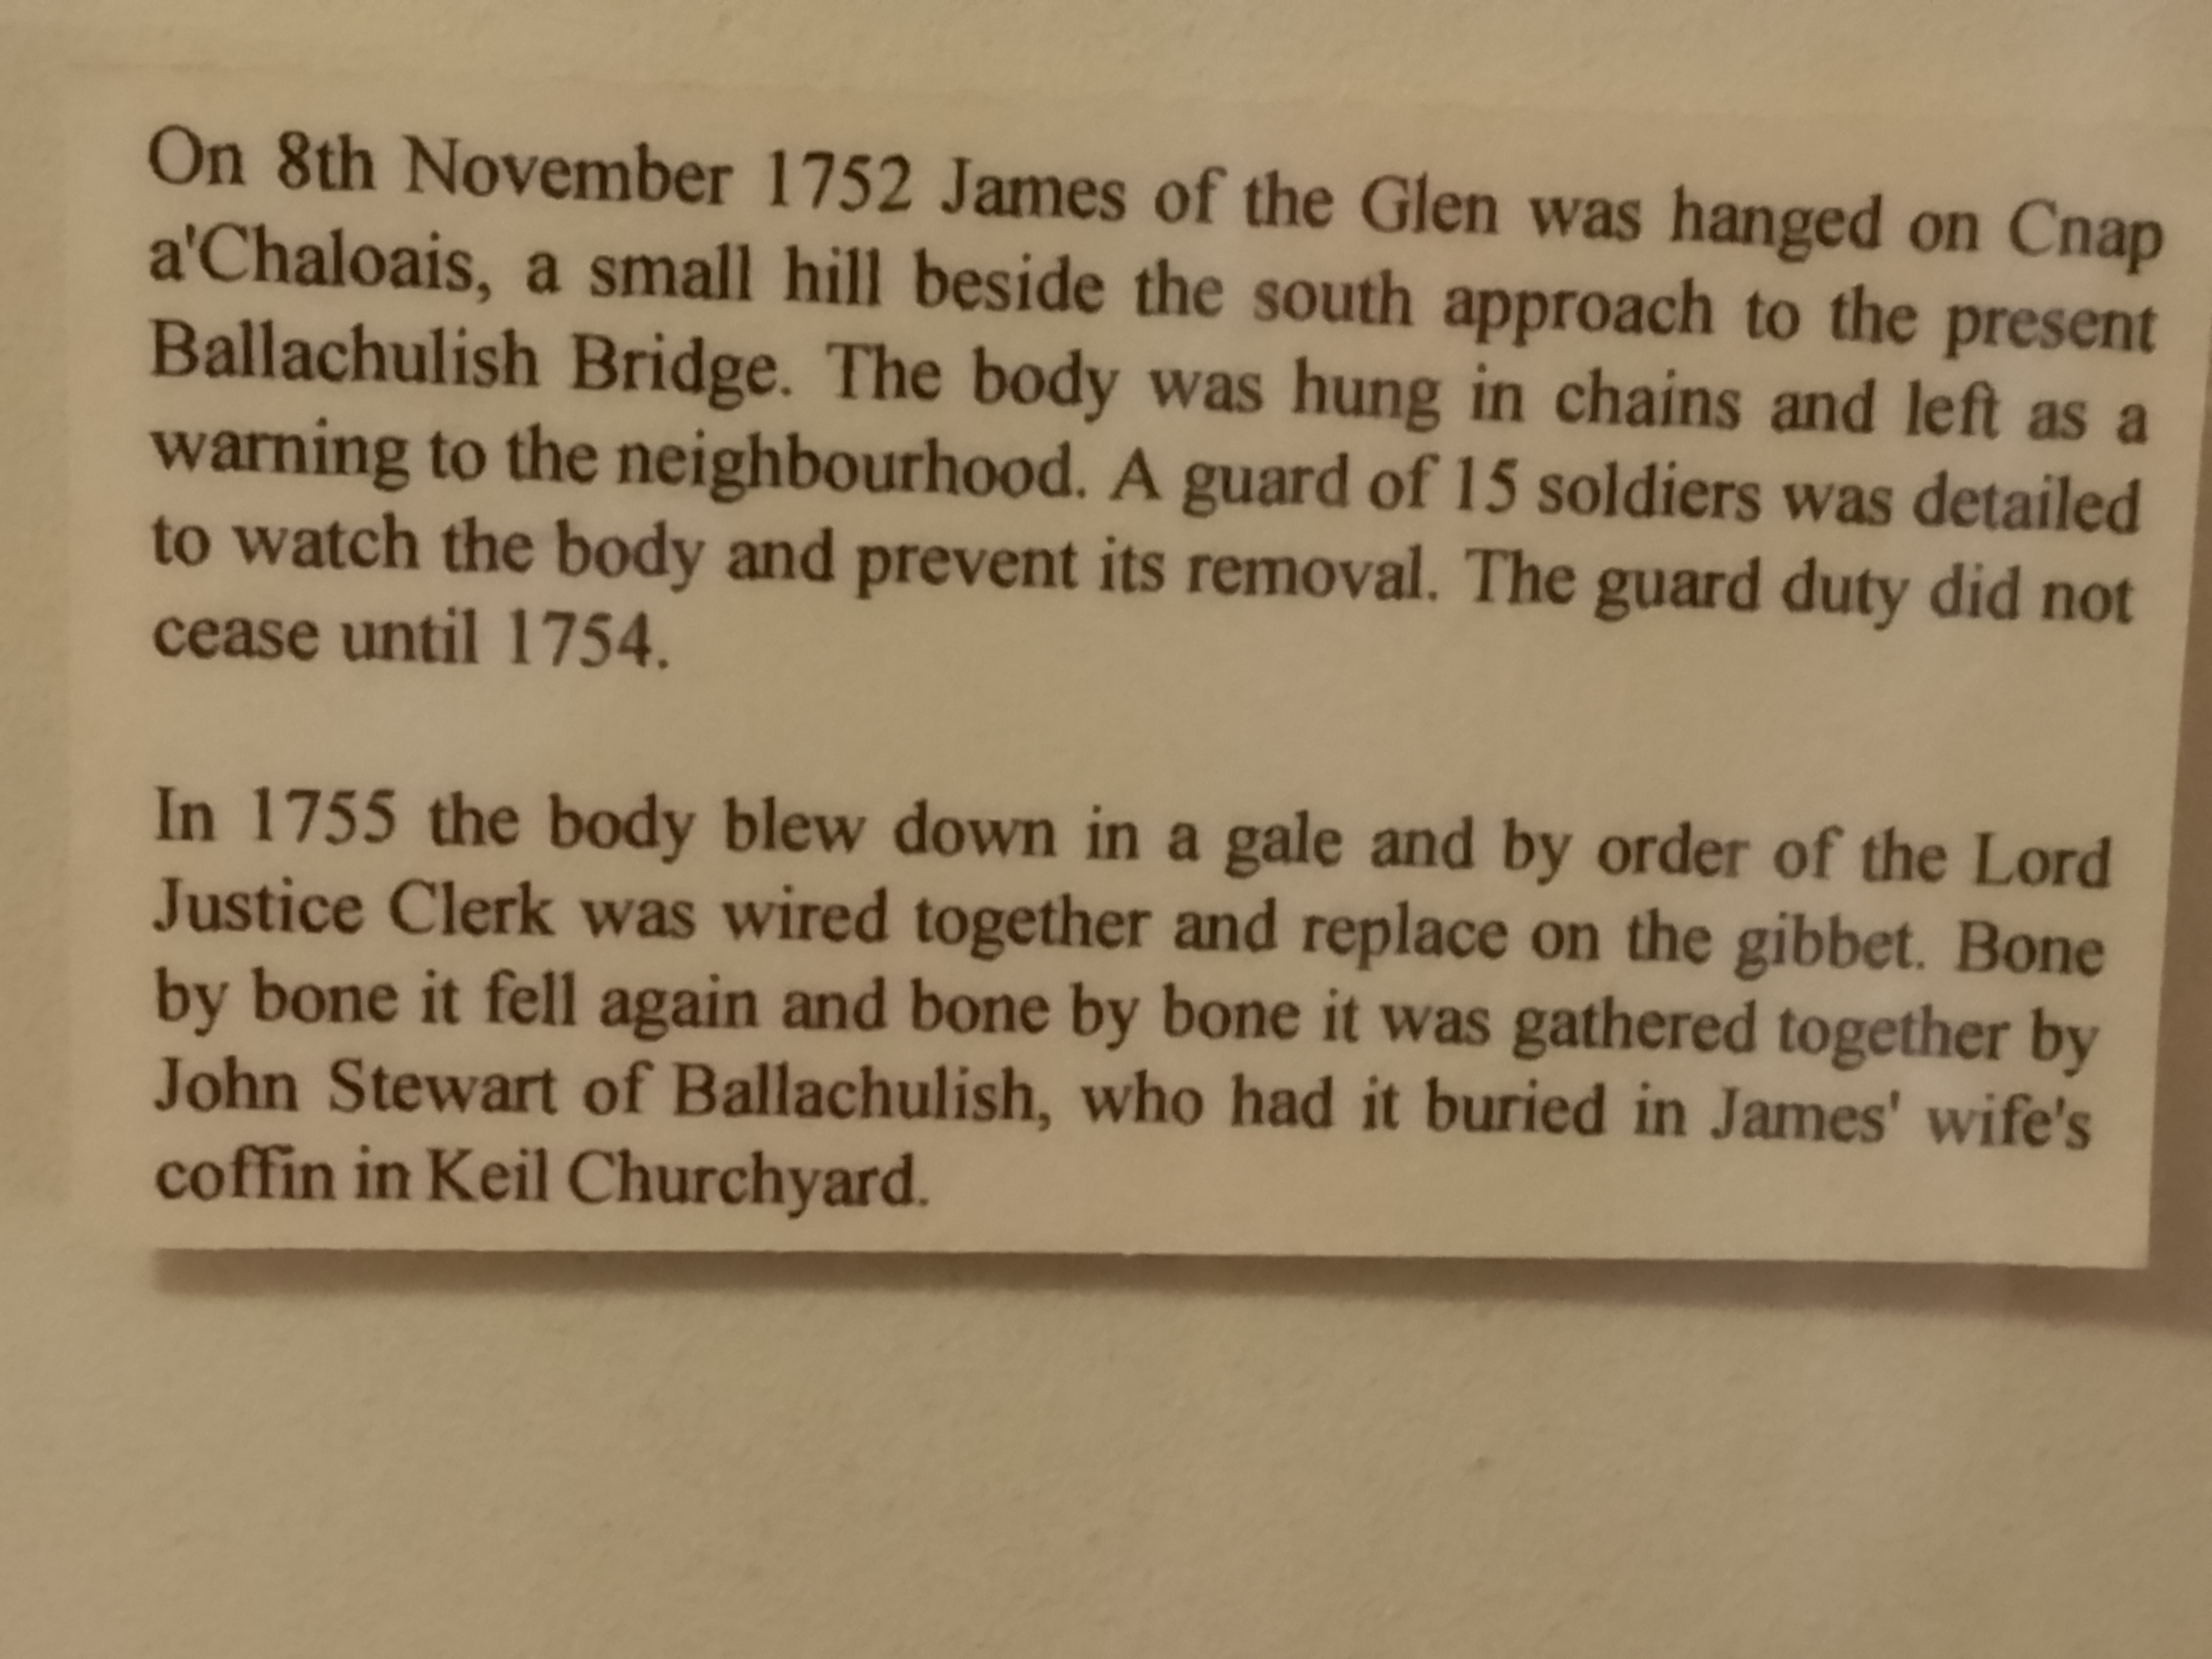 On 8th November 1752 James of the Glen was hanged on Cnap
a'Chaloais, a small hill beside the south approach to the present
Ballachulish Bridge. The body was hung in chains and left as a
warning to the neighbourhood. A guard of 15 soldiers was detailed
to watch the body and prevent its removal. The guard duty did not
cease until 1754.
In 1755 the body blew down in a gale and by order of the Lord
Justice Clerk was wired together and replace on the gibbet. Bone
by bone it fell again and bone by bone it was gathered together by
John Stewart of Ballachulish, who had it buried in James' wife's
coffin in Keil Churchyard.